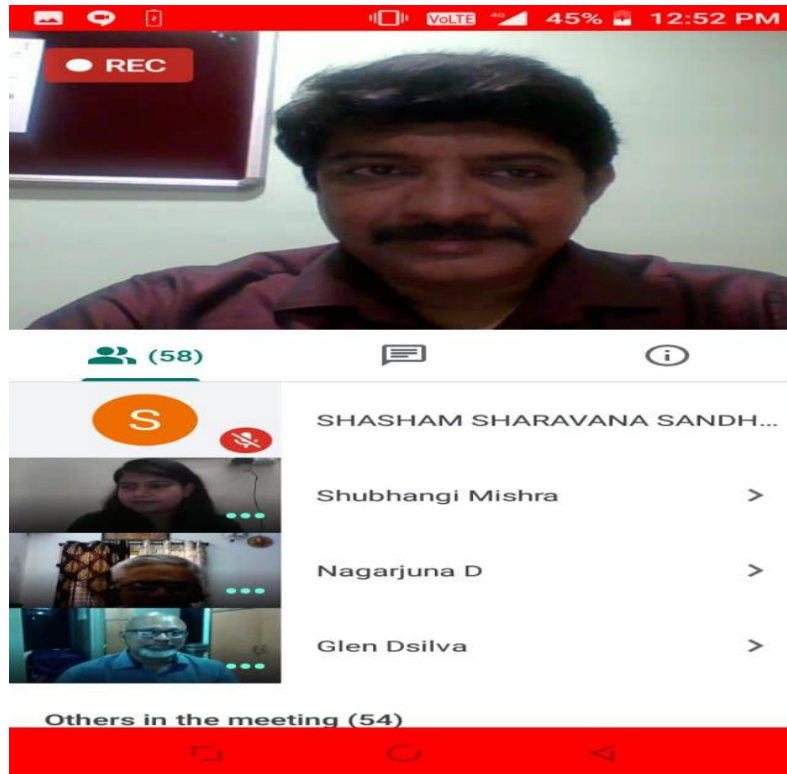 VoLTE 4G 45% 12:52 PM
REC
(58)
S
SHASHAM SHARAVANA SANDH...
Shubhangi Mishra
Nagarjuna D
Glen Dsilva
Others in the meeting (54)